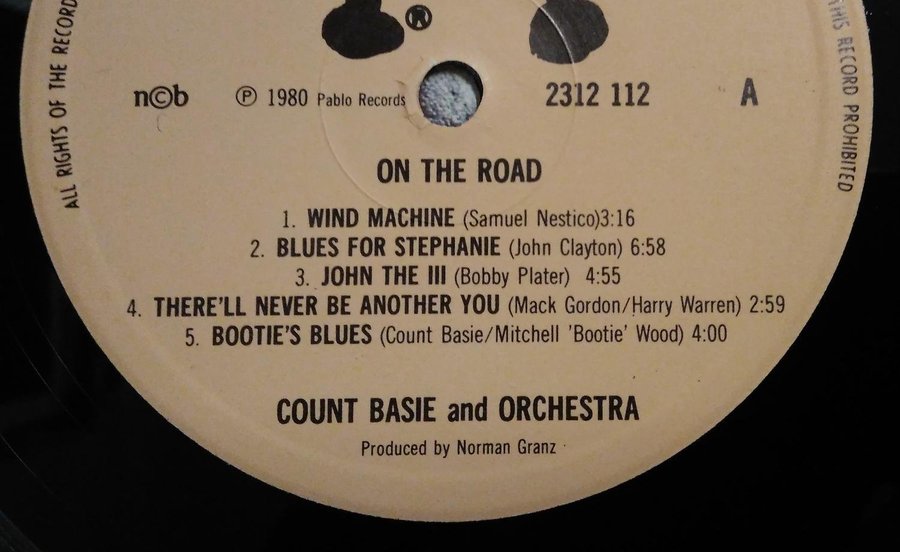 ALL RIGHTS OF THE RECORD
THIS RECORD PROHIBITED
®
n©b ℗ 1980 Pablo Records 2312 112 A
ON THE ROAD
1. WIND MACHINE (Samuel Nestico)3:16
2. BLUES FOR STEPHANIE (John Clayton) 6:58
3. JOHN THE III (Bobby Plater) 4:55
4. THERE'LL NEVER BE ANOTHER YOU (Mack Gordon/Harry Warren) 2:59
5. BOOTIE'S BLUES (Count Basie/Mitchell 'Bootie' Wood) 4:00
COUNT BASIE and ORCHESTRA
Produced by Norman Granz